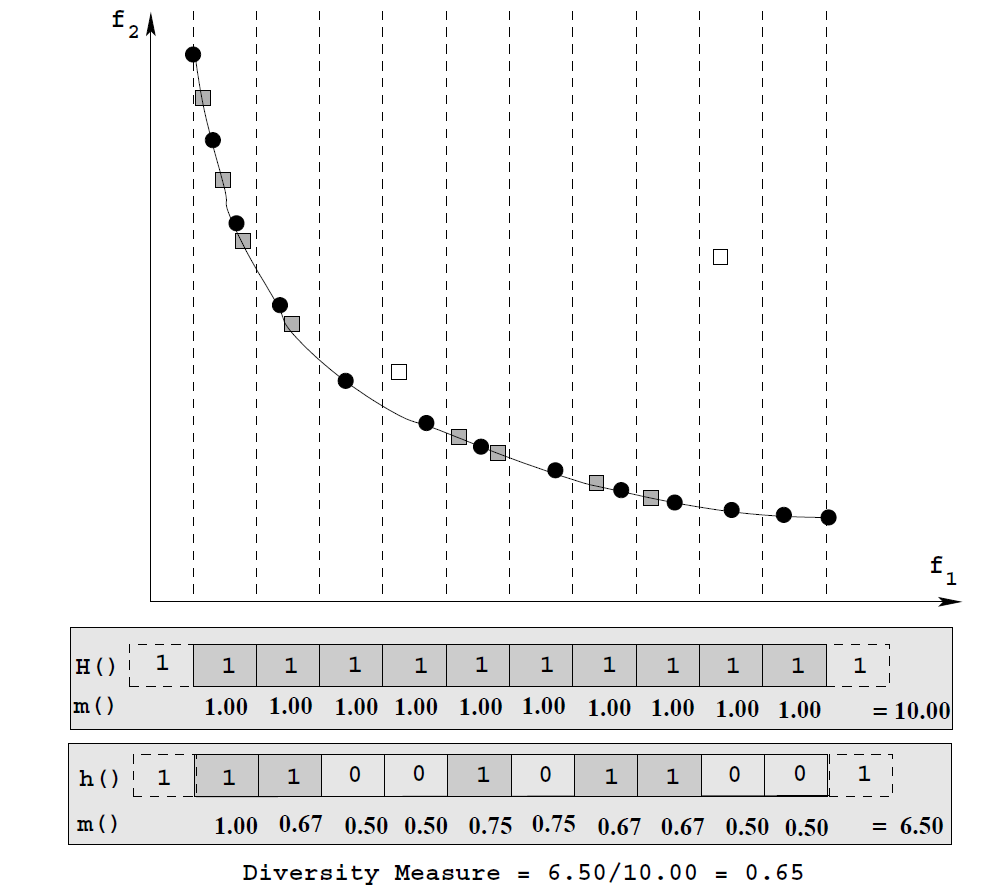 f2
f1
H() 1 1 1 1 1 1 1 1 1 1 1 1
m() 1.00 1.00 1.00 1.00 1.00 1.00 1.00 1.00 1.00 1.00 = 10.00
h() 1 1 1 0 0 1 0 1 1 0 0 1
m() 1.00 0.67 0.50 0.50 0.75 0.75 0.67 0.67 0.50 0.50 = 6.50
Diversity Measure = 6.50/10.00 = 0.65